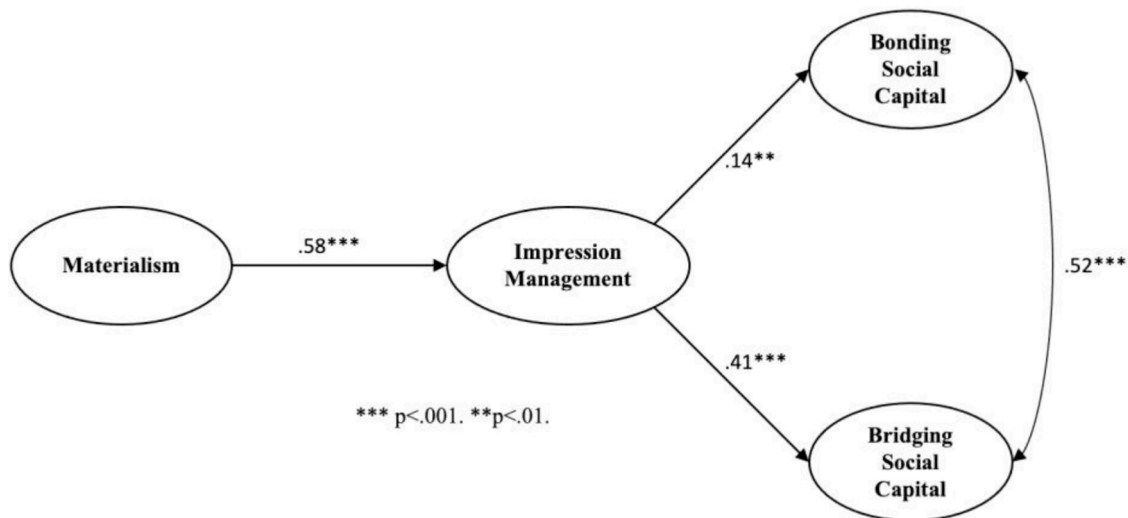 Bonding
Social
Capital
.14**
Materialism
.58***
Impression
Management
.52***
.41***
*** p<.001. **p<.01.
Bridging
Social
Capital